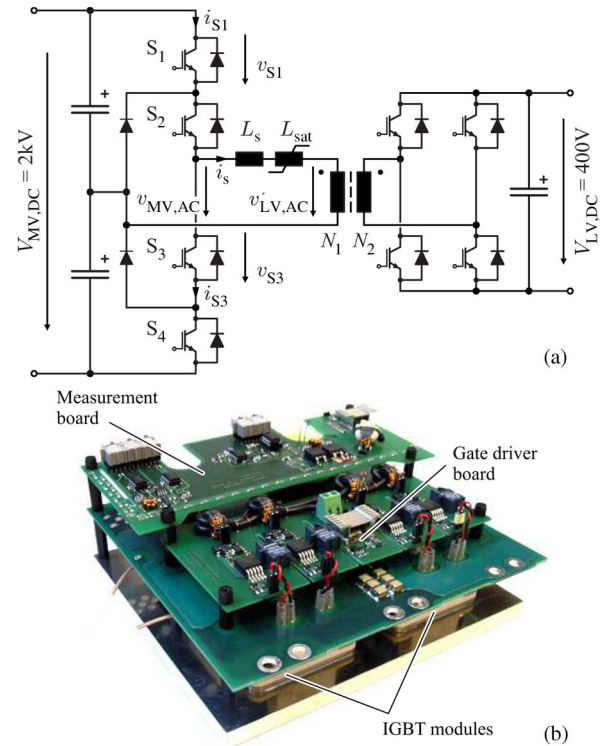 i_S1
S_1
v_S1
S_2
L_s
L_sat
i_s
V_MV,DC = 2kV
v_MV,AC
v′_LV,AC
N_1
N_2
V_LV,DC = 400V
S_3
v_S3
i_S3
S_4
(a)
Measurement
board
Gate driver
board
IGBT modules
(b)